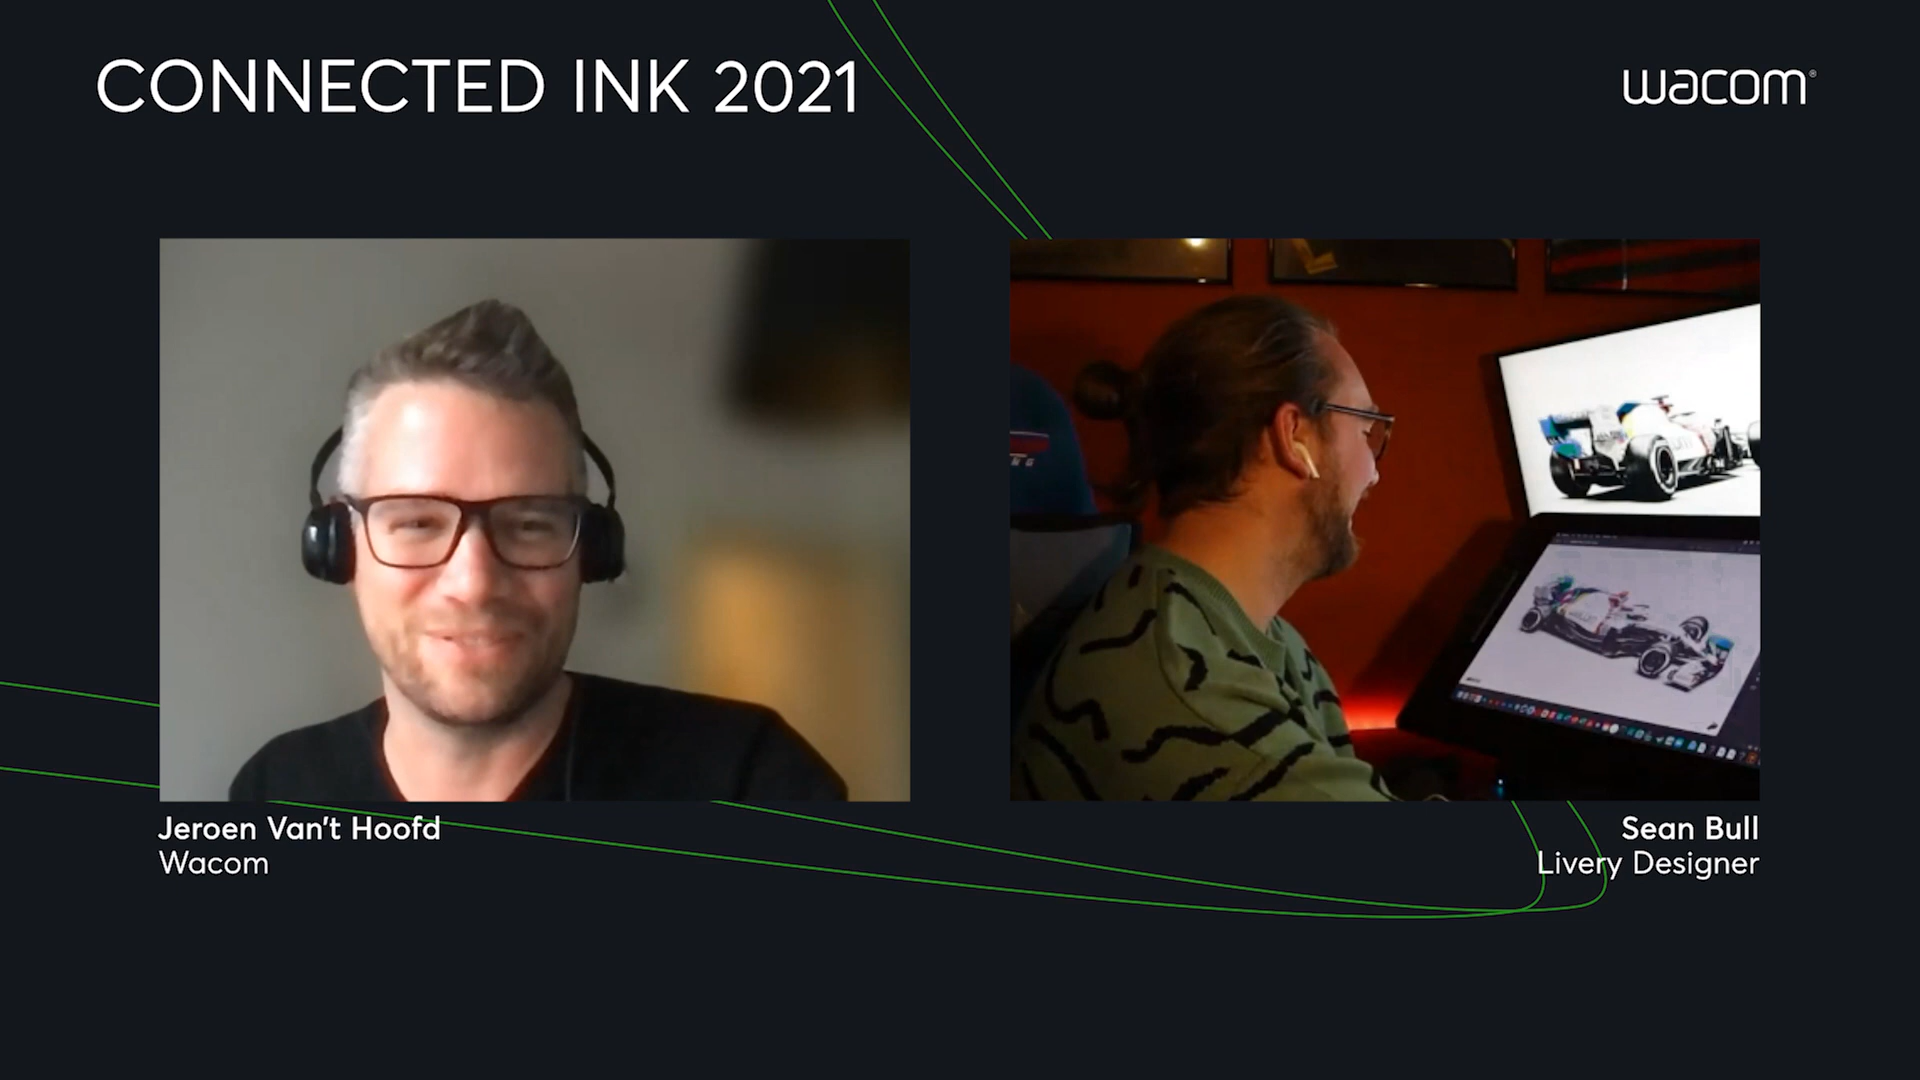 CONNECTED INK 2021
wacom®
Jeroen Van't Hoofd
Wacom
Sean Bull
Livery Designer